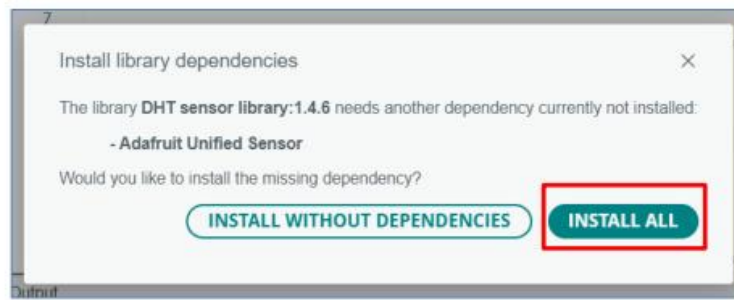 7
Install library dependencies
The library DHT sensor library:1.4.6 needs another dependency currently not installed:
- Adafruit Unified Sensor
Would you like to install the missing dependency?
INSTALL WITHOUT DEPENDENCIES INSTALL ALL
Output